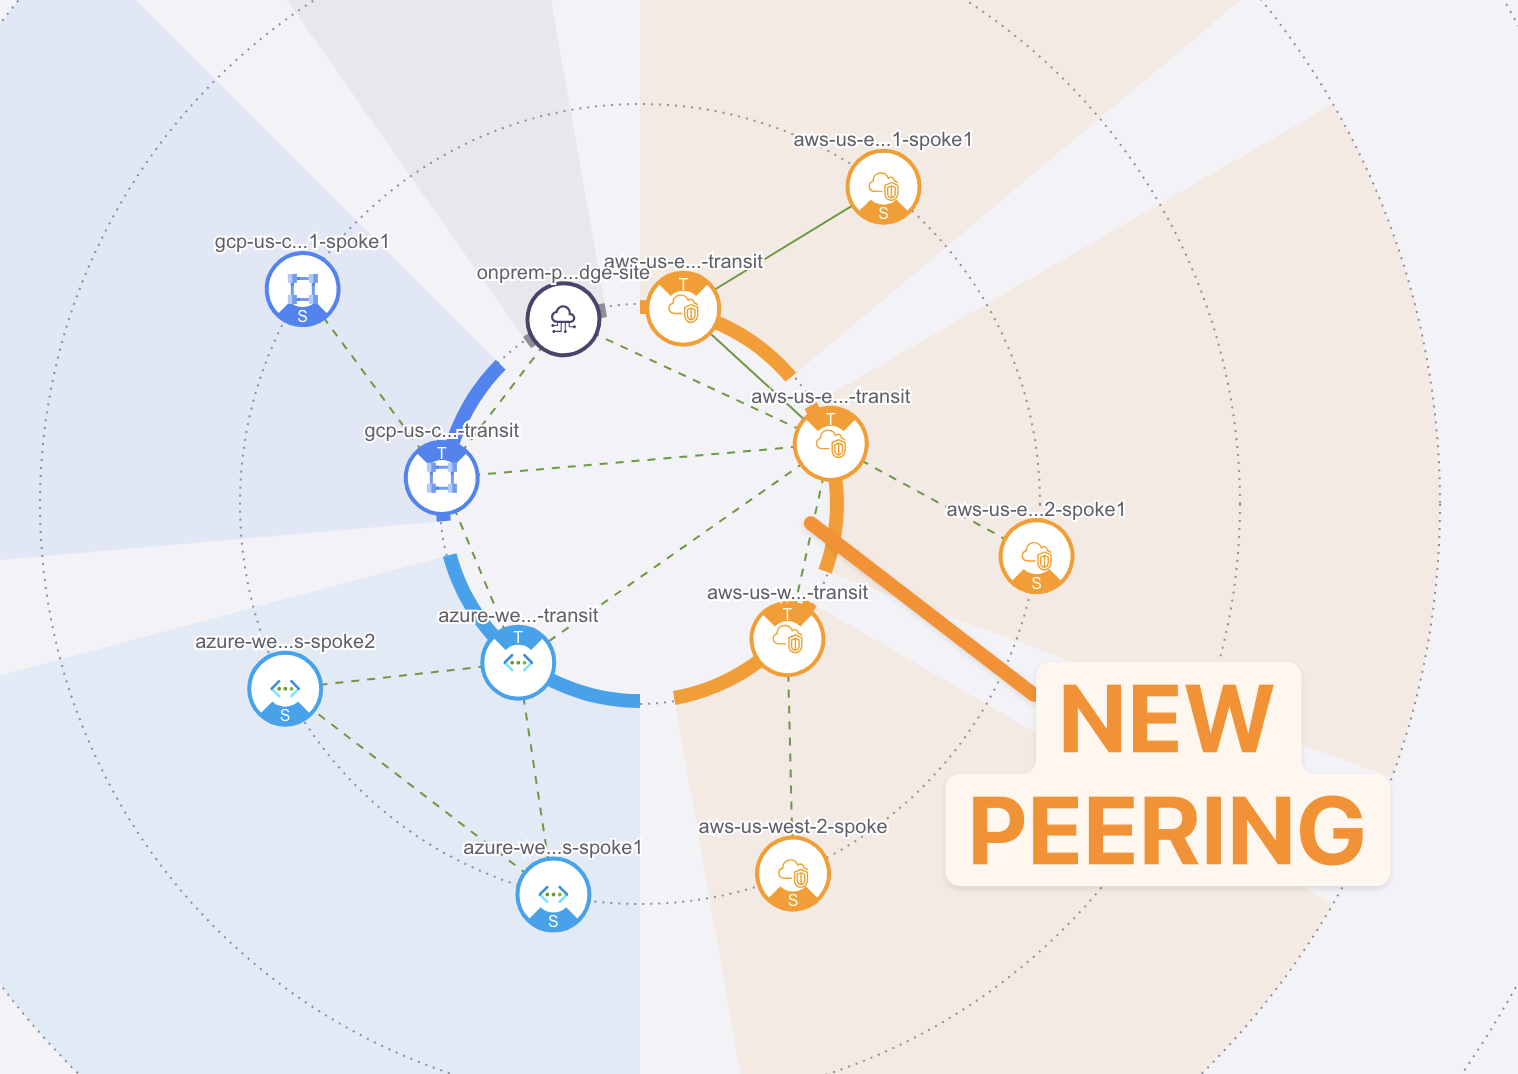 aws-us-e...1-spoke1
S
gcp-us-c...1-spoke1
S
onprem-p...dge-site
aws-us-e...-transit
T
aws-us-e...-transit
T
gcp-us-c...-transit
T
aws-us-e...2-spoke1
S
aws-us-w...-transit
T
azure-we...-transit
T
azure-we...s-spoke2
S
NEW
PEERING
aws-us-west-2-spoke
S
azure-we...s-spoke1
S